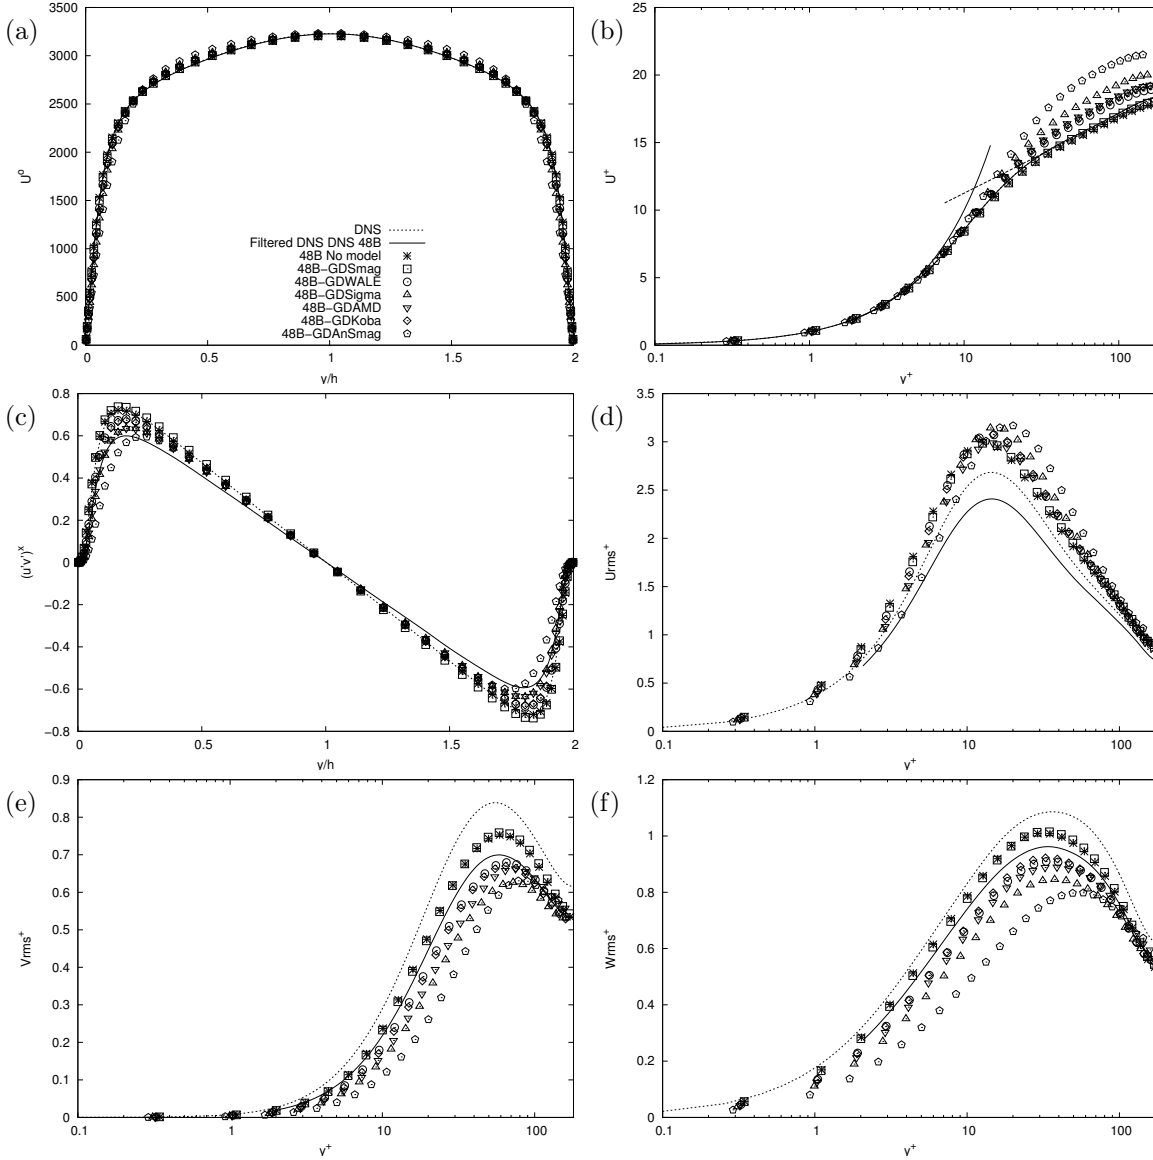 (a)
3500
3000
2500
2000
1500
1000
500
0
U⁰
0
0.5
1
1.5
2
y/h
DNS
Filtered DNS DNS 48B
48B No model
48B−GDSmag
48B−GDWALE
48B−GDSigma
48B−GDAMD
48B−GDKoba
48B−GDAnSmag
(b)
25
20
15
10
5
0
U⁺
0.1
1
10
100
y⁺
(c)
0.8
0.6
0.4
0.2
0
−0.2
−0.4
−0.6
−0.8
(u'v')ˣ
0
0.5
1
1.5
2
y/h
(d)
3.5
3
2.5
2
1.5
1
0.5
0
Urms⁺
0.1
1
10
100
y⁺
(e)
0.9
0.8
0.7
0.6
0.5
0.4
0.3
0.2
0.1
0
Vrms⁺
0.1
1
10
100
y⁺
(f)
1.2
1
0.8
0.6
0.4
0.2
0
Wrms⁺
0.1
1
10
100
y⁺